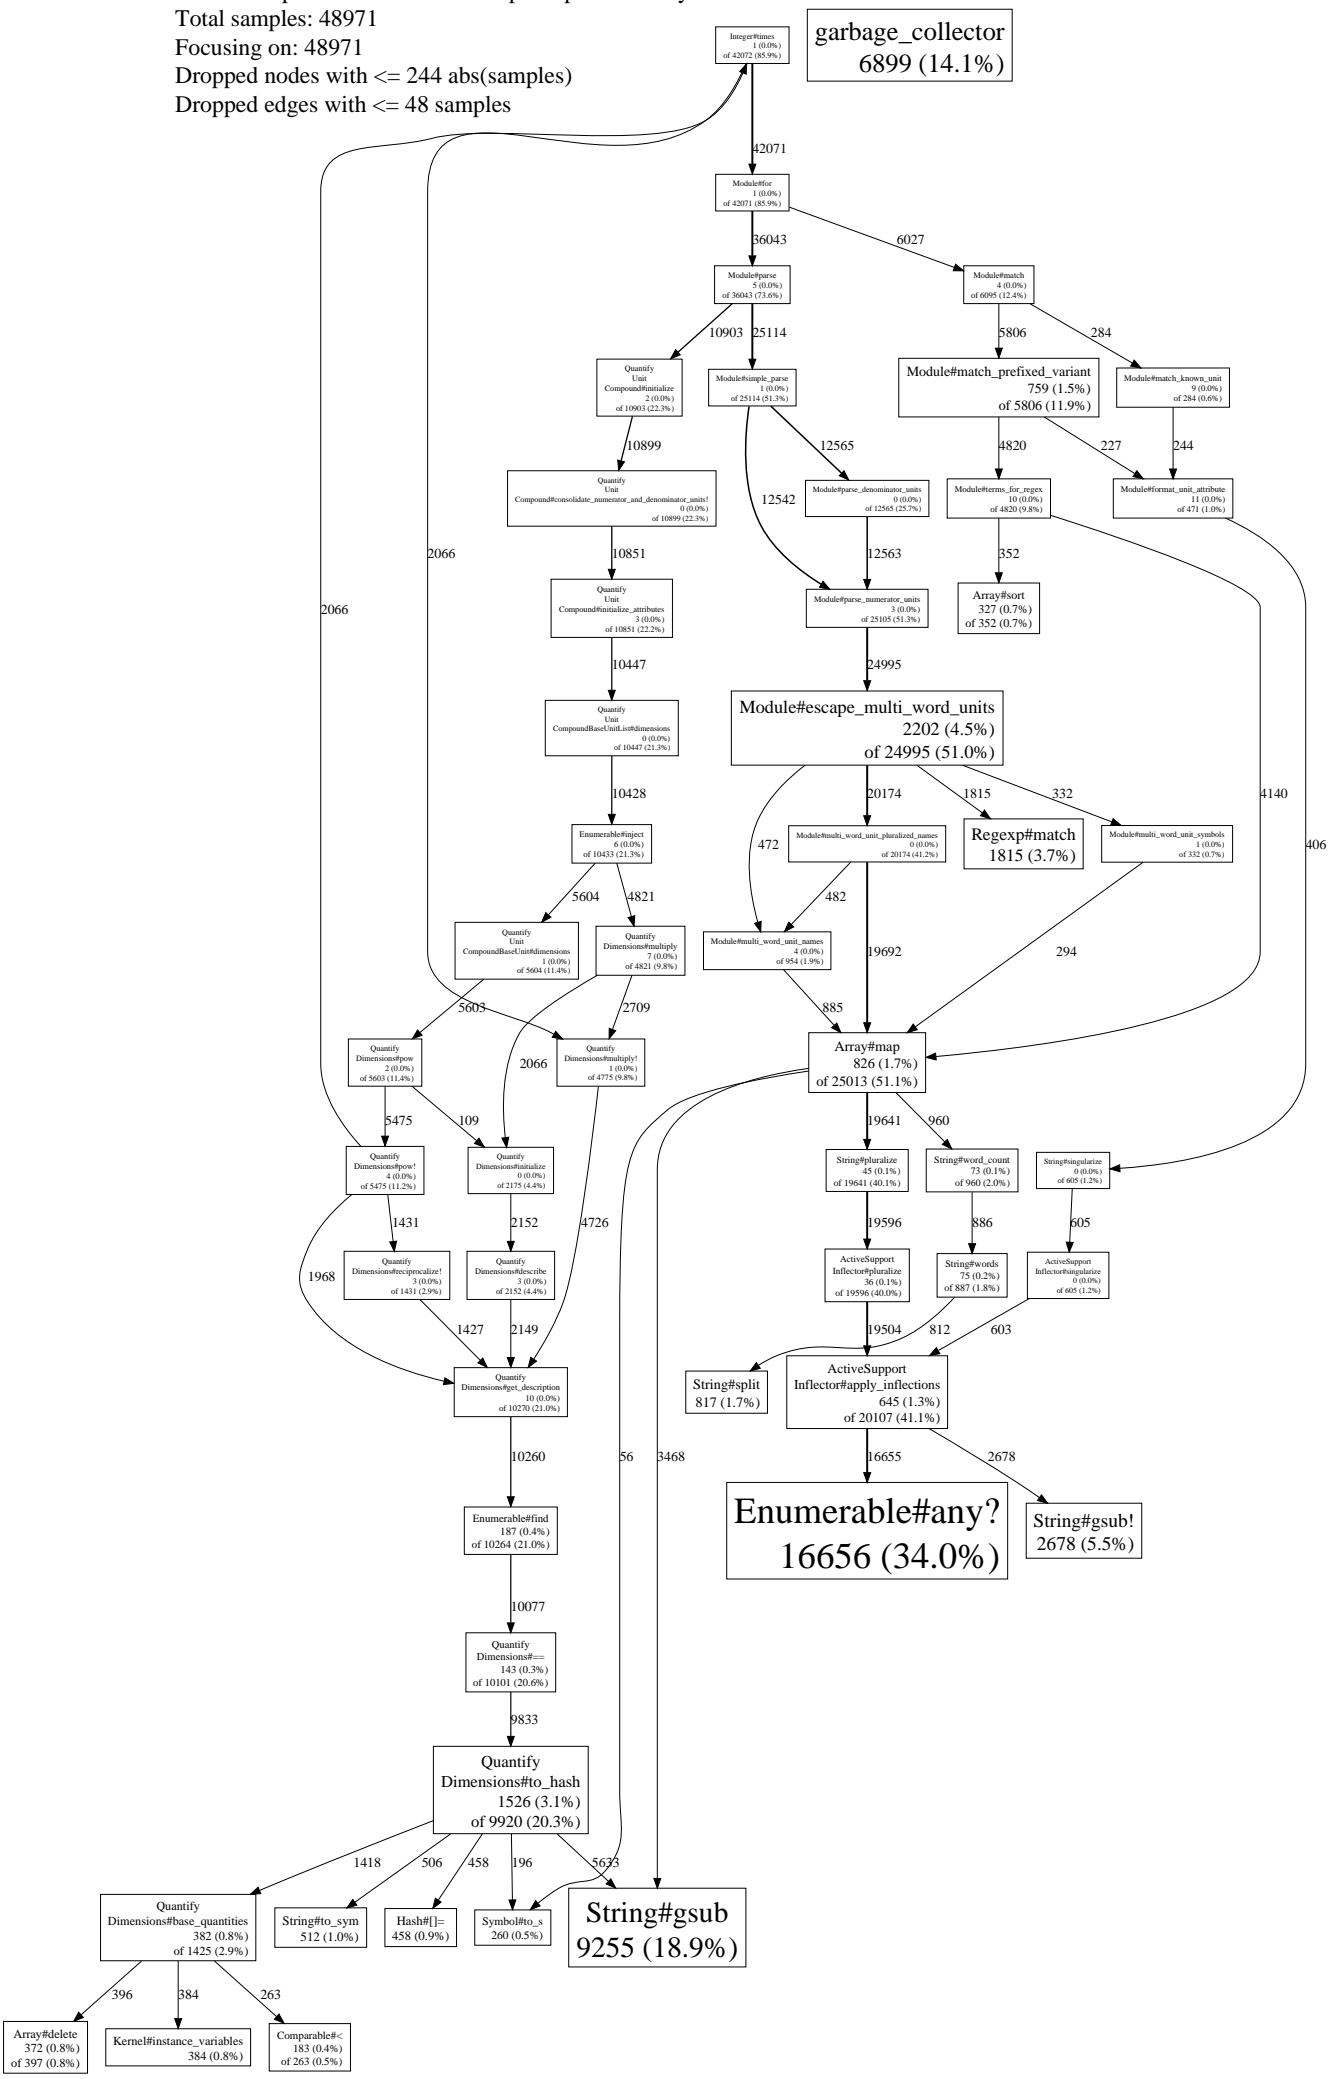 Total samples: 48971
Focusing on: 48971
Dropped nodes with <= 244 abs(samples)
Dropped edges with <= 48 samples
Integer#times
1 (0.0%)
of 42072 (85.9%)
garbage_collector
6899 (14.1%)
42071
Module#for
1 (0.0%)
of 42071 (85.9%)
36043
6027
Module#parse
5 (0.0%)
of 36043 (73.6%)
Module#match
4 (0.0%)
of 6095 (12.4%)
10903
25114
5806
284
Quantify
Unit
Compound#initialize
2 (0.0%)
of 10903 (22.3%)
Module#simple_parse
1 (0.0%)
of 25114 (51.3%)
Module#match_prefixed_variant
759 (1.5%)
of 5806 (11.9%)
Module#match_known_unit
9 (0.0%)
of 284 (0.6%)
10899
12565
4820
227
244
Quantify
Unit
Compound#consolidate_numerator_and_denominator_units!
0 (0.0%)
of 10899 (22.3%)
12542
Module#parse_denominator_units
0 (0.0%)
of 12565 (25.7%)
Module#terms_for_regex
10 (0.0%)
of 4820 (9.8%)
Module#format_unit_attribute
11 (0.0%)
of 471 (1.0%)
2066
10851
12563
352
2066
Quantify
Unit
Compound#initialize_attributes
3 (0.0%)
of 10851 (22.2%)
Module#parse_numerator_units
3 (0.0%)
of 25105 (51.3%)
Array#sort
327 (0.7%)
of 352 (0.7%)
10447
24995
Quantify
Unit
CompoundBaseUnitList#dimensions
0 (0.0%)
of 10447 (21.3%)
Module#escape_multi_word_units
2202 (4.5%)
of 24995 (51.0%)
10428
20174
1815
332
4140
Enumerable#inject
6 (0.0%)
of 10433 (21.3%)
472
Module#multi_word_unit_pluralized_names
0 (0.0%)
of 20174 (41.2%)
Regexp#match
1815 (3.7%)
Module#multi_word_unit_symbols
1 (0.0%)
of 332 (0.7%)
406
5604
4821
482
Quantify
Unit
CompoundBaseUnit#dimensions
1 (0.0%)
of 5604 (11.4%)
Quantify
Dimensions#multiply
7 (0.0%)
of 4821 (9.8%)
Module#multi_word_unit_names
4 (0.0%)
of 954 (1.9%)
19692
294
5603
2709
885
Quantify
Dimensions#pow
2 (0.0%)
of 5603 (11.4%)
2066
Quantify
Dimensions#multiply!
1 (0.0%)
of 4775 (9.8%)
Array#map
826 (1.7%)
of 25013 (51.1%)
5475
109
19641
960
Quantify
Dimensions#pow!
4 (0.0%)
of 5475 (11.2%)
Quantify
Dimensions#initialize
0 (0.0%)
of 2175 (4.4%)
String#pluralize
45 (0.1%)
of 19641 (40.1%)
String#word_count
73 (0.1%)
of 960 (2.0%)
String#singularize
0 (0.0%)
of 605 (1.2%)
1431
2152
4726
19596
886
605
1968
Quantify
Dimensions#reciprocalize!
3 (0.0%)
of 1431 (2.9%)
Quantify
Dimensions#describe
3 (0.0%)
of 2152 (4.4%)
ActiveSupport
Inflector#pluralize
36 (0.1%)
of 19596 (40.0%)
String#words
75 (0.2%)
of 887 (1.8%)
ActiveSupport
Inflector#singularize
0 (0.0%)
of 605 (1.2%)
1427
2149
19504
812
603
Quantify
Dimensions#get_description
10 (0.0%)
of 10270 (21.0%)
String#split
817 (1.7%)
ActiveSupport
Inflector#apply_inflections
645 (1.3%)
of 20107 (41.1%)
10260
56
3468
16655
2678
Enumerable#find
187 (0.4%)
of 10264 (21.0%)
Enumerable#any?
16656 (34.0%)
String#gsub!
2678 (5.5%)
10077
Quantify
Dimensions#==
143 (0.3%)
of 10101 (20.6%)
9833
Quantify
Dimensions#to_hash
1526 (3.1%)
of 9920 (20.3%)
1418
506
458
196
5633
Quantify
Dimensions#base_quantities
382 (0.8%)
of 1425 (2.9%)
String#to_sym
512 (1.0%)
Hash#[]=
458 (0.9%)
Symbol#to_s
260 (0.5%)
String#gsub
9255 (18.9%)
396
384
263
Array#delete
372 (0.8%)
of 397 (0.8%)
Kernel#instance_variables
384 (0.8%)
Comparable#<
183 (0.4%)
of 263 (0.5%)